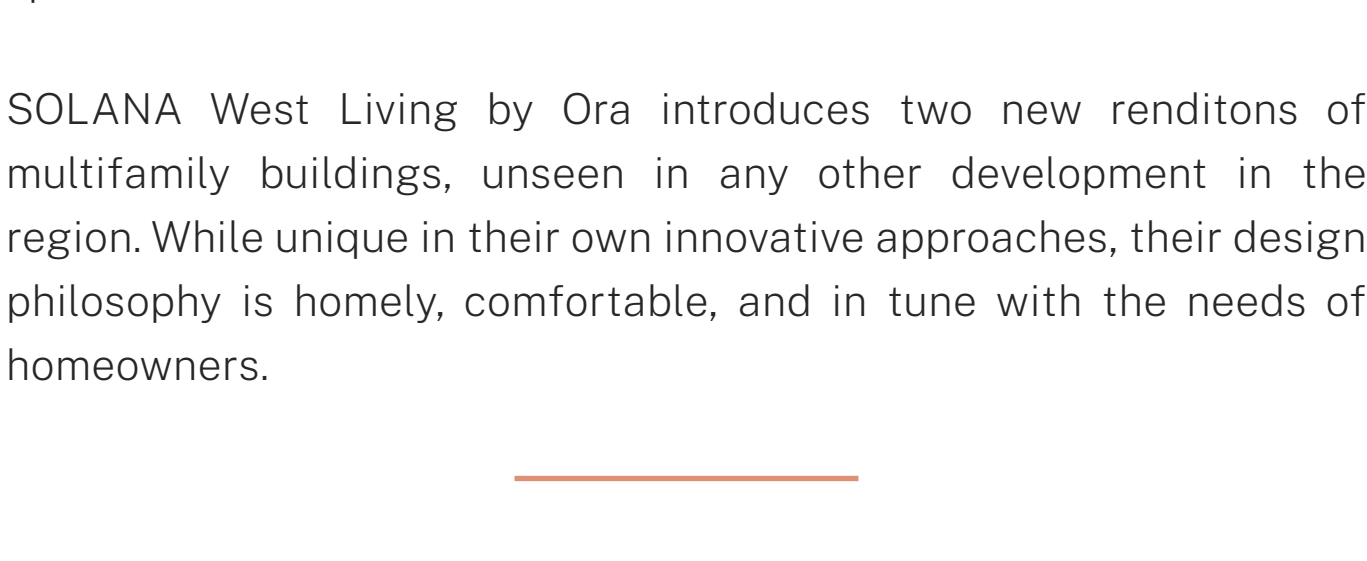 SOLANA West Living by Ora introduces two new renditons of
multifamily buildings, unseen in any other development in the
region. While unique in their own innovative approaches, their design
philosophy is homely, comfortable, and in tune with the needs of
homeowners.